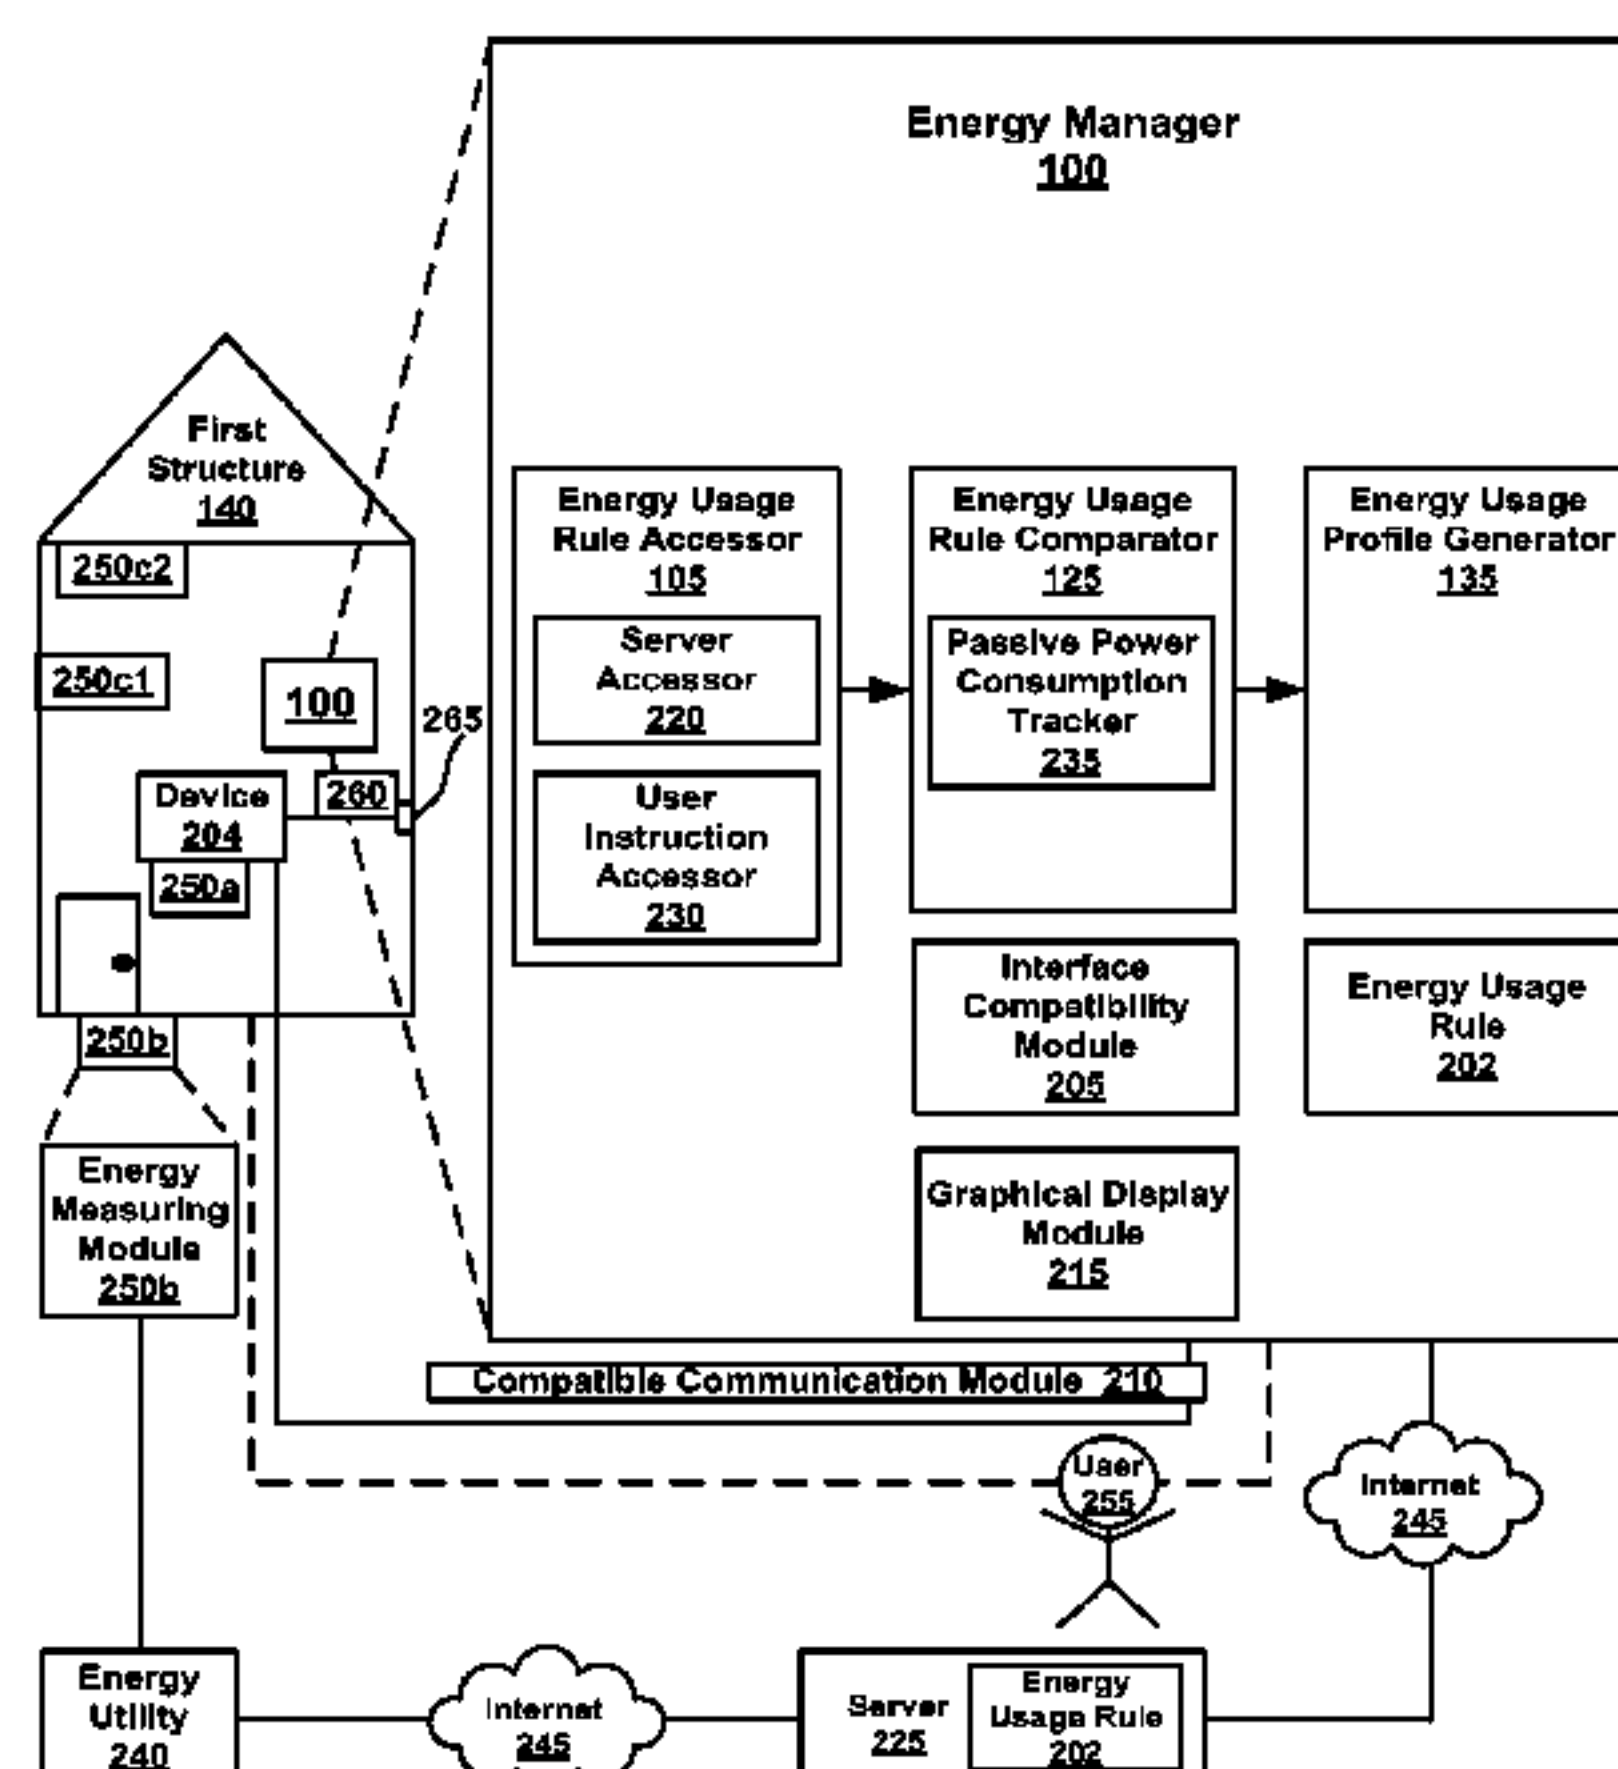 Energy Manager
100
First
Structure
140
250c2
250c1
100
265
260
Device
204
250a
250b
Energy
Measuring
Module
250b
Energy Usage
Rule Accessor
105
Server
Accessor
220
User
Instruction
Accessor
230
Energy Usage
Rule Comparator
125
Passive Power
Consumption
Tracker
235
Energy Usage
Profile Generator
135
Interface
Compatibility
Module
205
Energy Usage
Rule
202
Graphical Display
Module
215
Compatible Communication Module 210
User
255
Internet
245
Energy
Utility
240
Internet
245
Server
225
Energy
Usage Rule
202